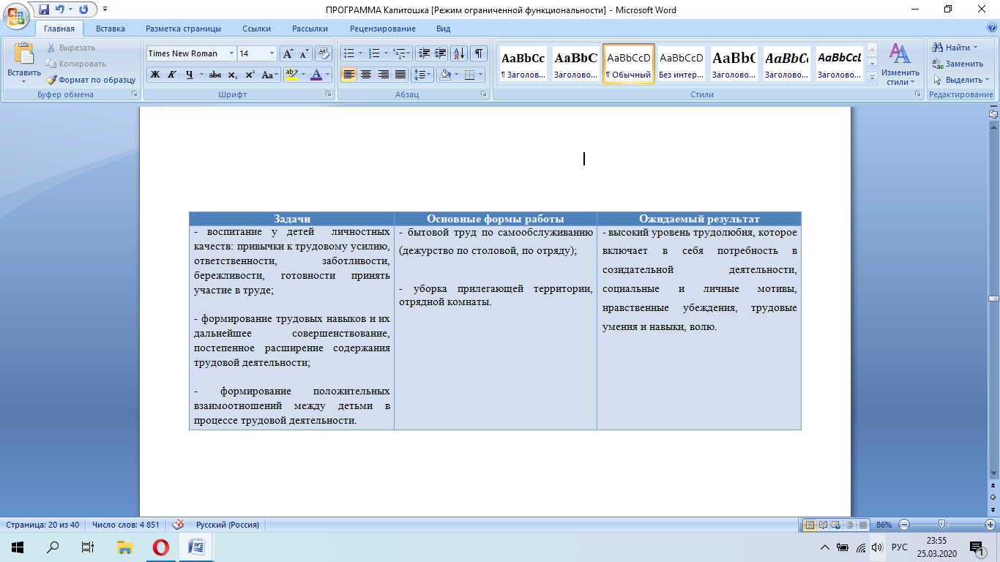 ПРОГРАММА Капитошка [Режим ограниченной функциональности] - Microsoft Word
Главная Вставка Разметка страницы Ссылки Рассылки Рецензирование Вид
Вставить
Вырезать
Копировать
Формат по образцу
Буфер обмена
Times New Roman 14
Ж К Ч abc x₂ x² Aa
Шрифт
Абзац
AaBbCc AaBbC AaBbCcD AaBbCcD AaBbC AaBbCc AaBbCcL
¶ Заголов... Заголово... ¶ Обычный Без интер... Заголово... Заголово... Заголово...
Изменить стили
Стили
Найти
Заменить
Выделить
Редактирование
Задачи
- воспитание у детей личностных
качеств: привычки к трудовому усилию,
ответственности, заботливости,
бережливости, готовности принять
участие в труде;
- формирование трудовых навыков и их
дальнейшее совершенствование,
постепенное расширение содержания
трудовой деятельности;
- формирование положительных
взаимоотношений между детьми в
процессе трудовой деятельности.
Основные формы работы
- бытовой труд по самообслуживанию
(дежурство по столовой, по отряду);
- уборка прилегающей территории,
отрядной комнаты.
Ожидаемый результат
- высокий уровень трудолюбия, которое
включает в себя потребность в
созидательной деятельности,
социальные и личные мотивы,
нравственные убеждения, трудовые
умения и навыки, волю.
Страница: 20 из 40 Число слов: 4 851 Русский (Россия) 86%
РУС
23:55
25.03.2020
1